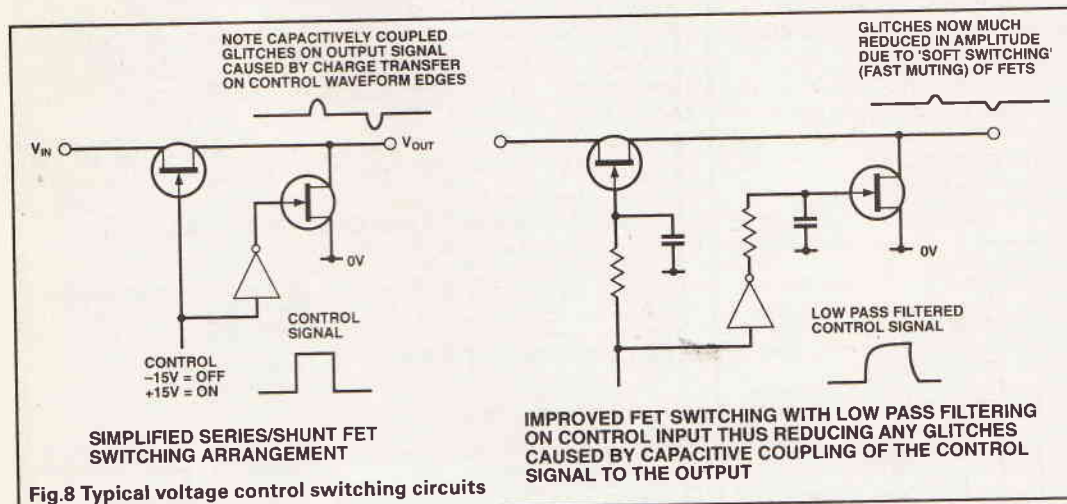 NOTE CAPACITIVELY COUPLED
GLITCHES ON OUTPUT SIGNAL
CAUSED BY CHARGE TRANSFER
ON CONTROL WAVEFORM EDGES
VIN
VOUT
0V
CONTROL
SIGNAL
CONTROL
–15V = OFF
+15V = ON
SIMPLIFIED SERIES/SHUNT FET
SWITCHING ARRANGEMENT
GLITCHES NOW MUCH
REDUCED IN AMPLITUDE
DUE TO 'SOFT SWITCHING'
(FAST MUTING) OF FETS
0V
LOW PASS FILTERED
CONTROL SIGNAL
IMPROVED FET SWITCHING WITH LOW PASS FILTERING
ON CONTROL INPUT THUS REDUCING ANY GLITCHES
CAUSED BY CAPACITIVE COUPLING OF THE CONTROL
SIGNAL TO THE OUTPUT
Fig.8 Typical voltage control switching circuits